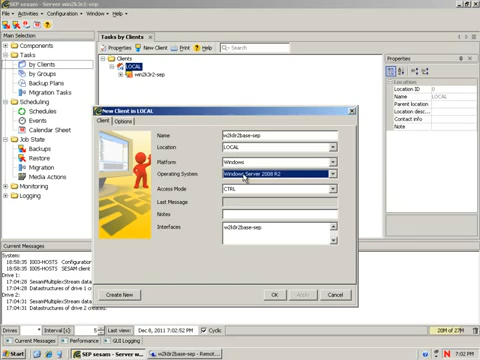 SEP sesam - Server win2k3r2-sep
File Activities Configuration Window Help
Main Selection
Components
Tasks
by Clients
by Groups
Backup Plans
Migration Tasks
Scheduling
Schedules
Events
Calendar Sheet
Job State
Backups
Restore
Migration
Media Actions
Monitoring
Logging
Tasks by Clients
Properties New Client Print Help Search
Clients
LOCAL
win2k3r2-sep
Properties
Location
Location ID 0
Name LOCAL
Parent location
Description
Contact info
Note
New Client in LOCAL
Client Options
Name w2k8r2base-sep
Location: LOCAL
Platform Windows
Operating System Windows Server 2008 R2
Access Mode CTRL
Last Message
Notes
Interfaces w2k8r2base-sep
Create New OK Apply Cancel
Current Messages
System:
18:58:35 I003-HOSTS Configuration
18:58:35 SESAM-client
Drive 1:
17:04:28 SesamMultiplexStream data
17:04:28 Datastructures of drive 1 created.
Drive 2:
17:04:31 SesamMultiplexStream data
17:04:31 Datastructures of drive 2 created.
Drives * Interval [s] 5 Last view: Dec 8, 2011 7:02:52 PM Cyclic 20M of 27M
Current Messages Performance GUI Logging
Start SEP sesam - Server w... w2k8r2base-sep - Remot... 7:02 PM